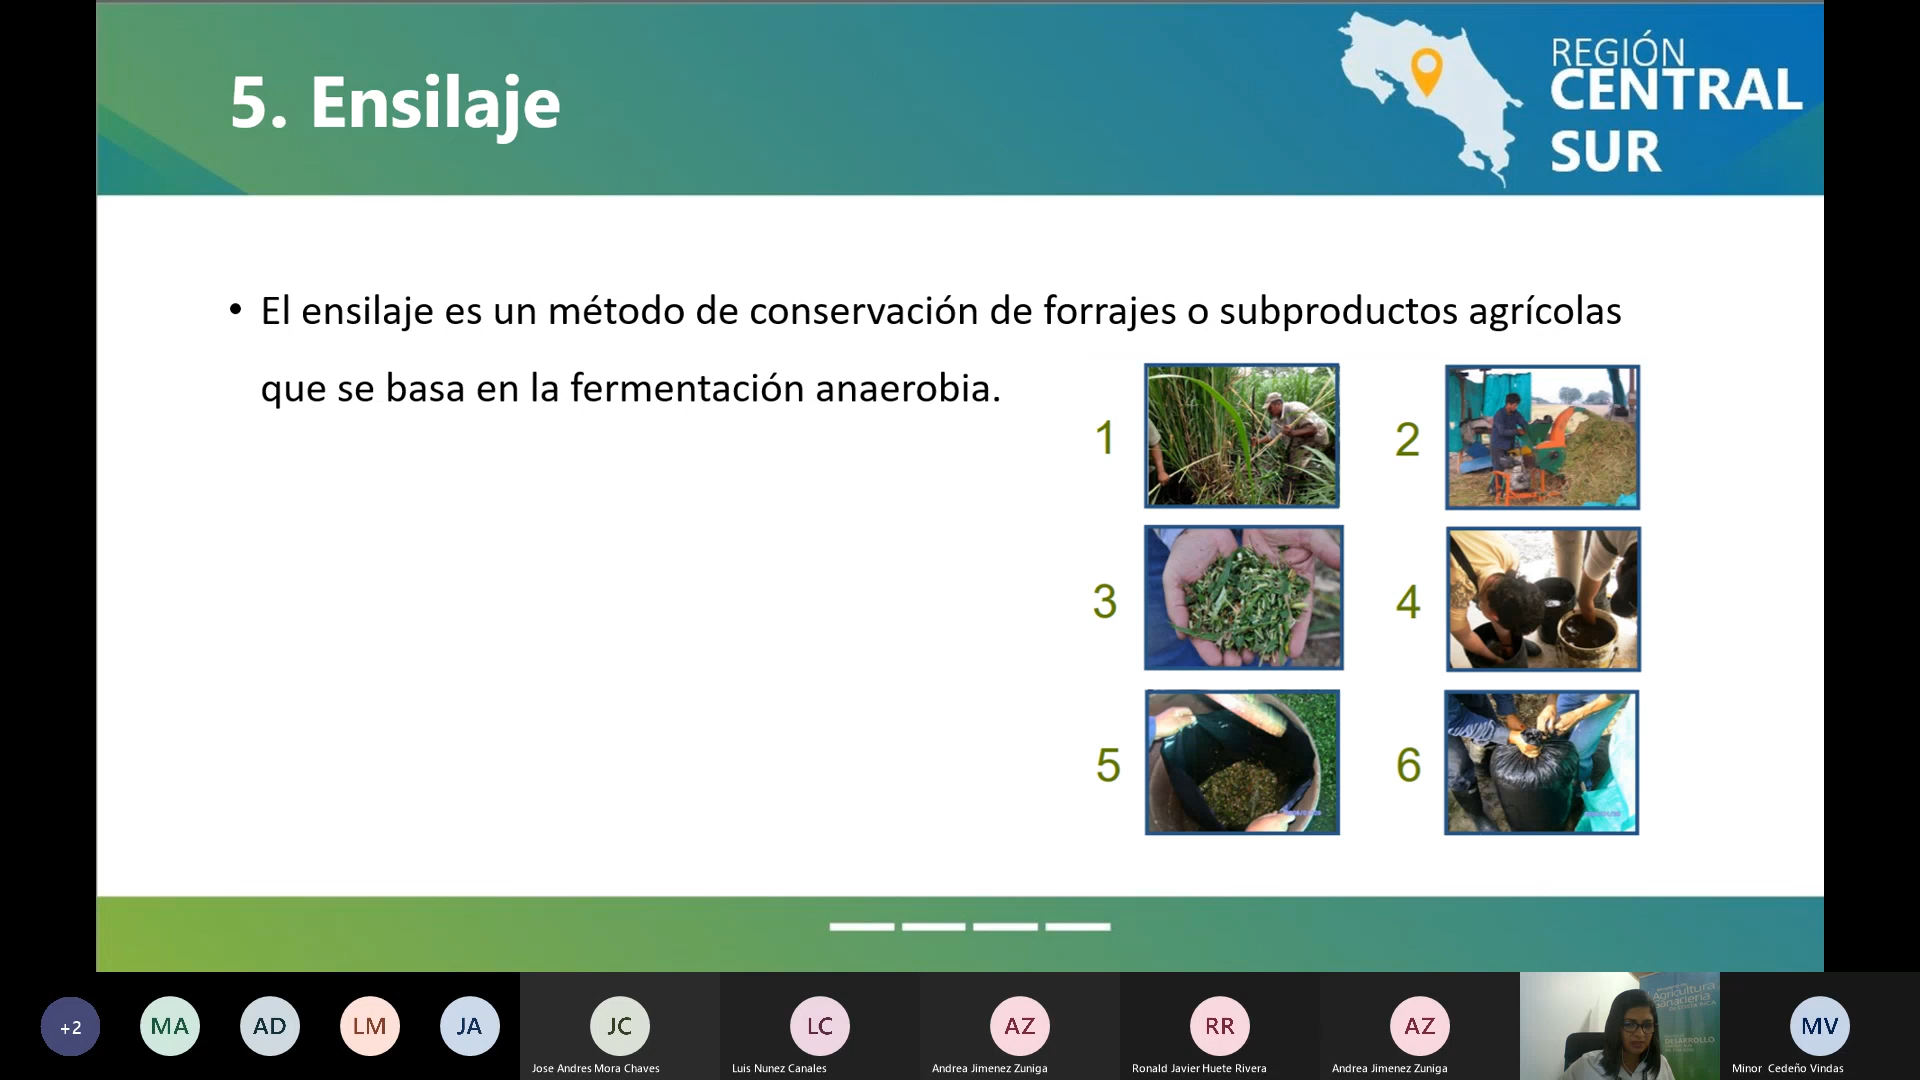 5. Ensilaje
REGIÓN
CENTRAL
SUR
• El ensilaje es un método de conservación de forrajes o subproductos agrícolas
que se basa en la fermentación anaerobia.
1
2
3
4
5
6
+2
MA
AD
LM
JA
JC
Jose Andres Mora Chaves
LC
Luis Nunez Canales
AZ
Andrea Jimenez Zuniga
RR
Ronald Javier Huete Rivera
AZ
Andrea Jimenez Zuniga
Agricultura
Ganadería
DESARROLLO
MV
Minor Cedeño Vindas